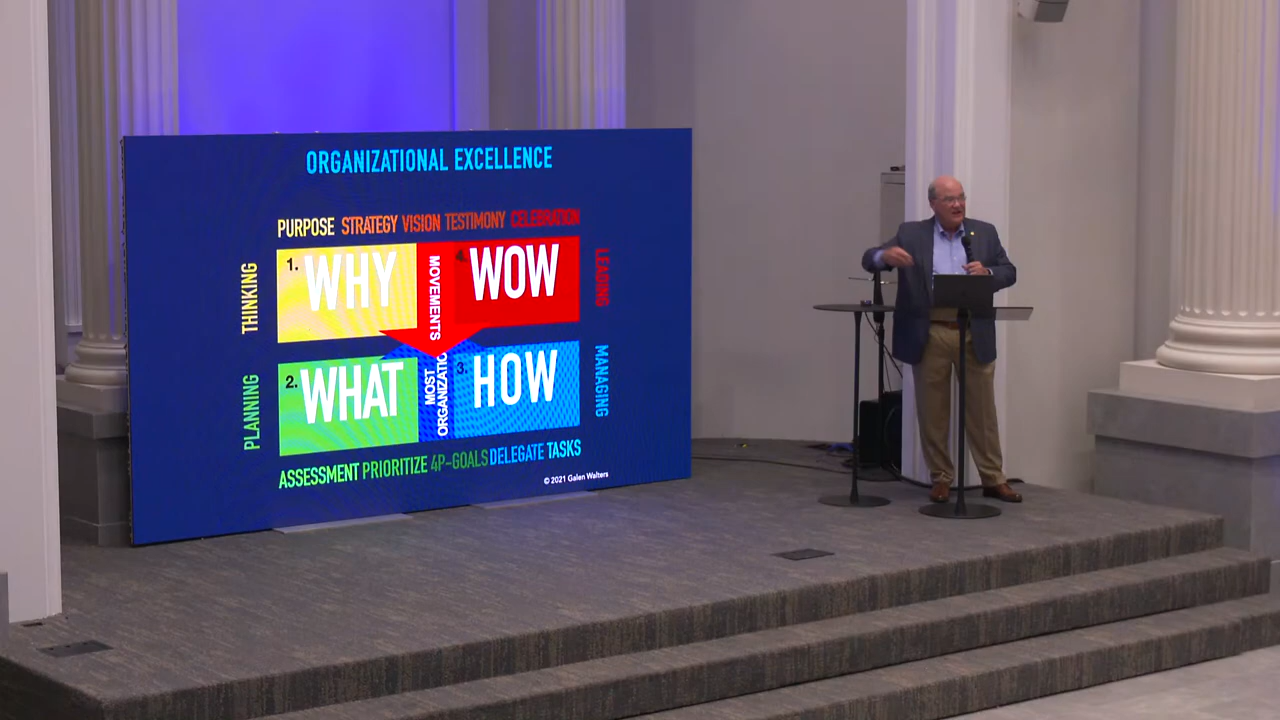 ORGANIZATIONAL EXCELLENCE
PURPOSE STRATEGY VISION TESTIMONY CELEBRATION
THINKING
1. WHY
MOVEMENTS
4. WOW
LEADING
PLANNING
2. WHAT
MOST
3. HOW
MANAGING
ASSESSMENT PRIORITIZE 4P-GOALS DELEGATE TASKS
© 2021 Galen Walters